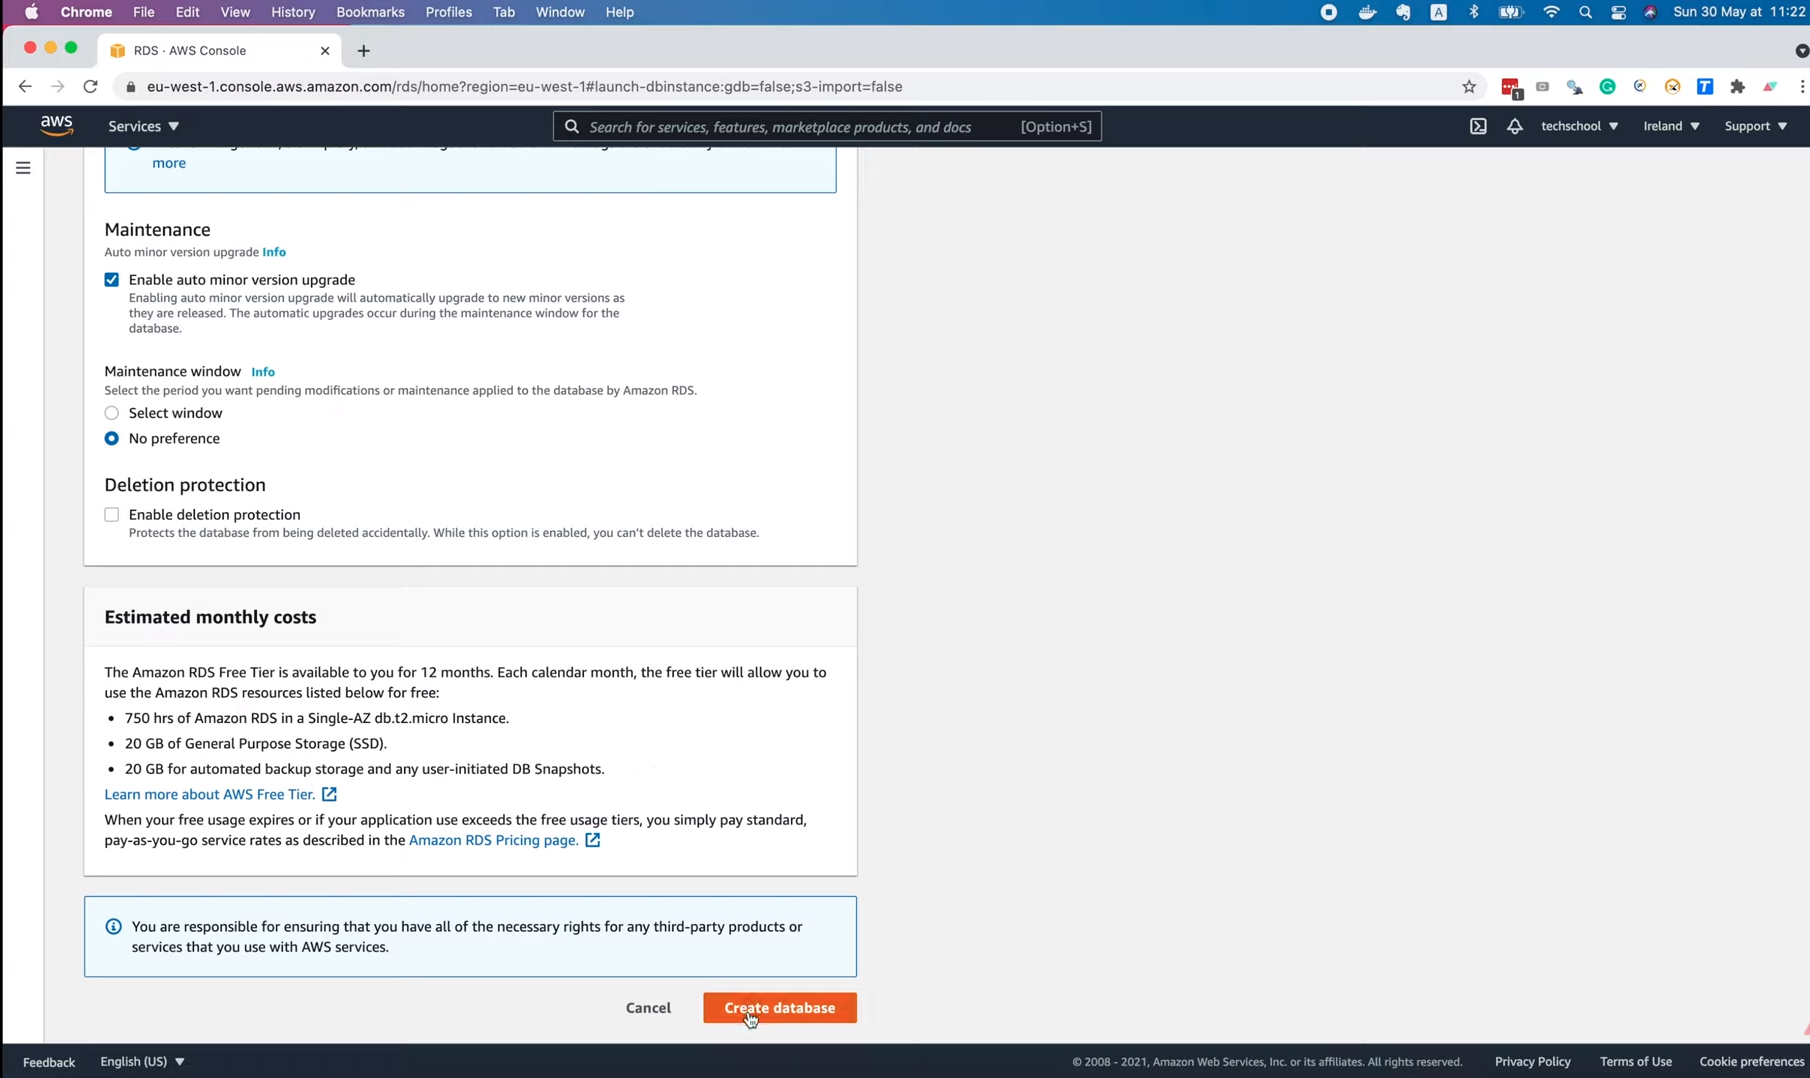 Chrome File Edit View History Bookmarks Profiles Tab Window Help
A
Sun 30 May at 11:22
RDS · AWS Console
eu-west-1.console.aws.amazon.com/rds/home?region=eu-west-1#launch-dbinstance:gdb=false;s3-import=false
1
T
aws
Services
Search for services, features, marketplace products, and docs [Option+S]
techschool
Ireland
Support
more
Maintenance
Auto minor version upgrade Info
Enable auto minor version upgrade
Enabling auto minor version upgrade will automatically upgrade to new minor versions as
they are released. The automatic upgrades occur during the maintenance window for the
database.
Maintenance window Info
Select the period you want pending modifications or maintenance applied to the database by Amazon RDS.
Select window
No preference
Deletion protection
Enable deletion protection
Protects the database from being deleted accidentally. While this option is enabled, you can't delete the database.
Estimated monthly costs
The Amazon RDS Free Tier is available to you for 12 months. Each calendar month, the free tier will allow you to
use the Amazon RDS resources listed below for free:
• 750 hrs of Amazon RDS in a Single-AZ db.t2.micro Instance.
• 20 GB of General Purpose Storage (SSD).
• 20 GB for automated backup storage and any user-initiated DB Snapshots.
Learn more about AWS Free Tier.
When your free usage expires or if your application use exceeds the free usage tiers, you simply pay standard,
pay-as-you-go service rates as described in the Amazon RDS Pricing page.
You are responsible for ensuring that you have all of the necessary rights for any third-party products or
services that you use with AWS services.
Cancel
Create database
Feedback
English (US)
© 2008 - 2021, Amazon Web Services, Inc. or its affiliates. All rights reserved.
Privacy Policy
Terms of Use
Cookie preferences